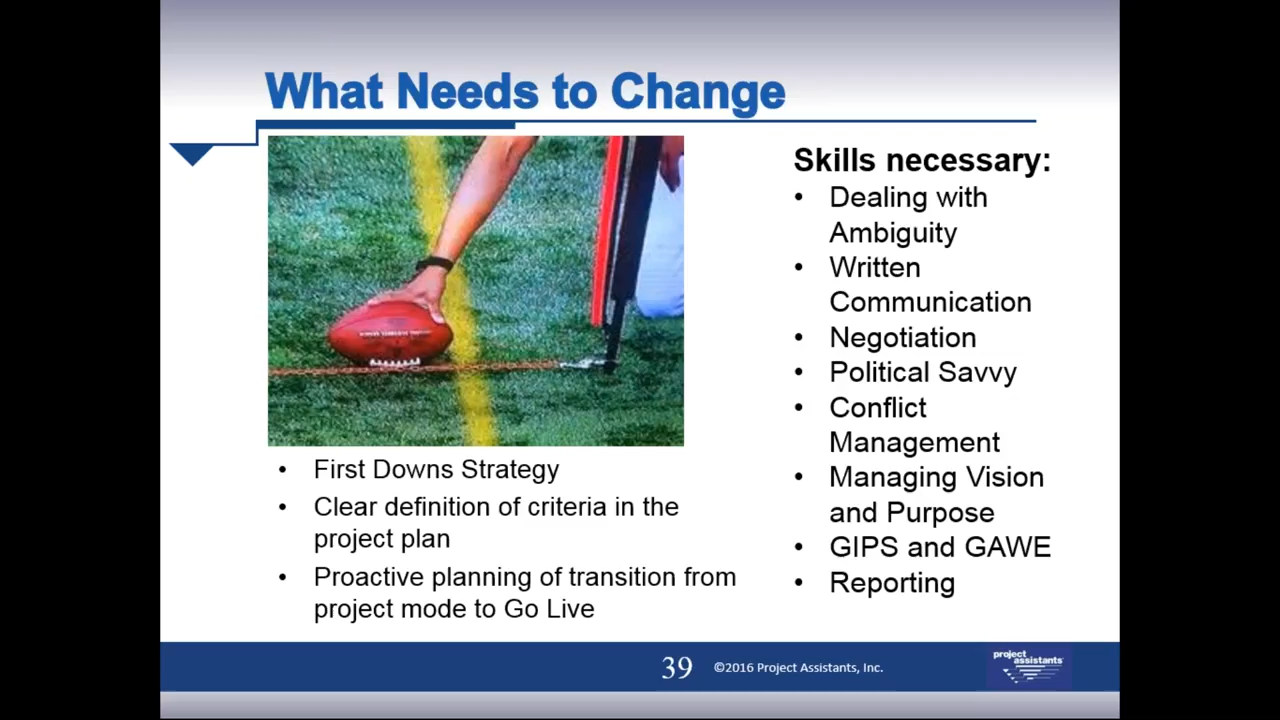 What Needs to Change
First Downs Strategy
Clear definition of criteria in the
project plan
Proactive planning of transition from
project mode to Go Live
Skills necessary:
Dealing with
Ambiguity
Written
Communication
Negotiation
Political Savvy
Conflict
Management
Managing Vision
and Purpose
GIPS and GAWE
Reporting
39
©2016 Project Assistants, Inc.
project
assistants